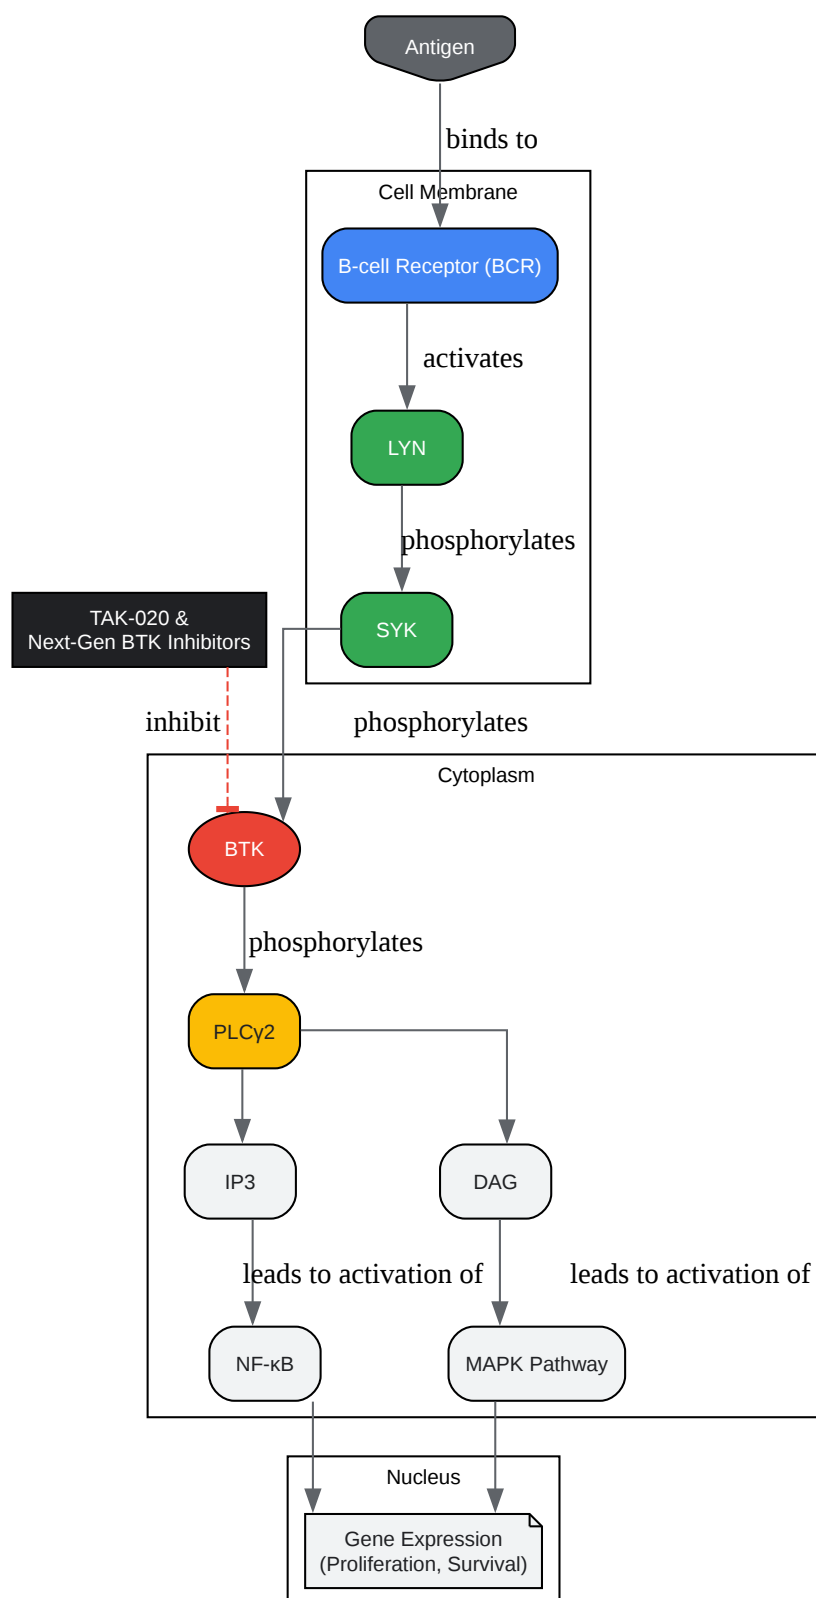 Antigen
binds to
Cell Membrane
B-cell Receptor (BCR)
activates
LYN
phosphorylates
TAK-020 &
Next-Gen BTK Inhibitors
SYK
inhibit
phosphorylates
Cytoplasm
BTK
phosphorylates
PLCγ2
IP3
DAG
leads to activation of
leads to activation of
NF-κB
MAPK Pathway
Nucleus
Gene Expression
(Proliferation, Survival)